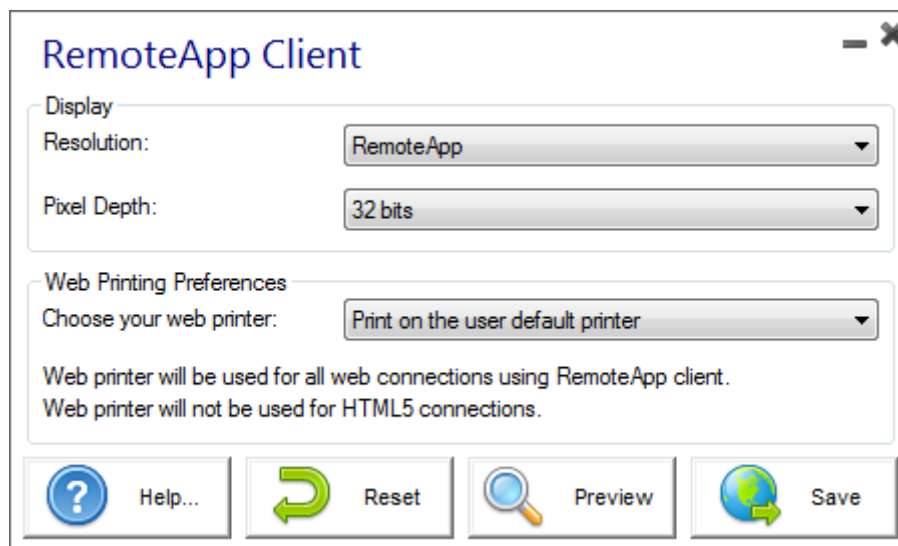 RemoteApp Client
Display
Resolution:
RemoteApp
Pixel Depth:
32 bits
Web Printing Preferences
Choose your web printer:
Print on the user default printer
Web printer will be used for all web connections using RemoteApp client.
Web printer will not be used for HTML5 connections.
? Help...
Reset
Preview
Save